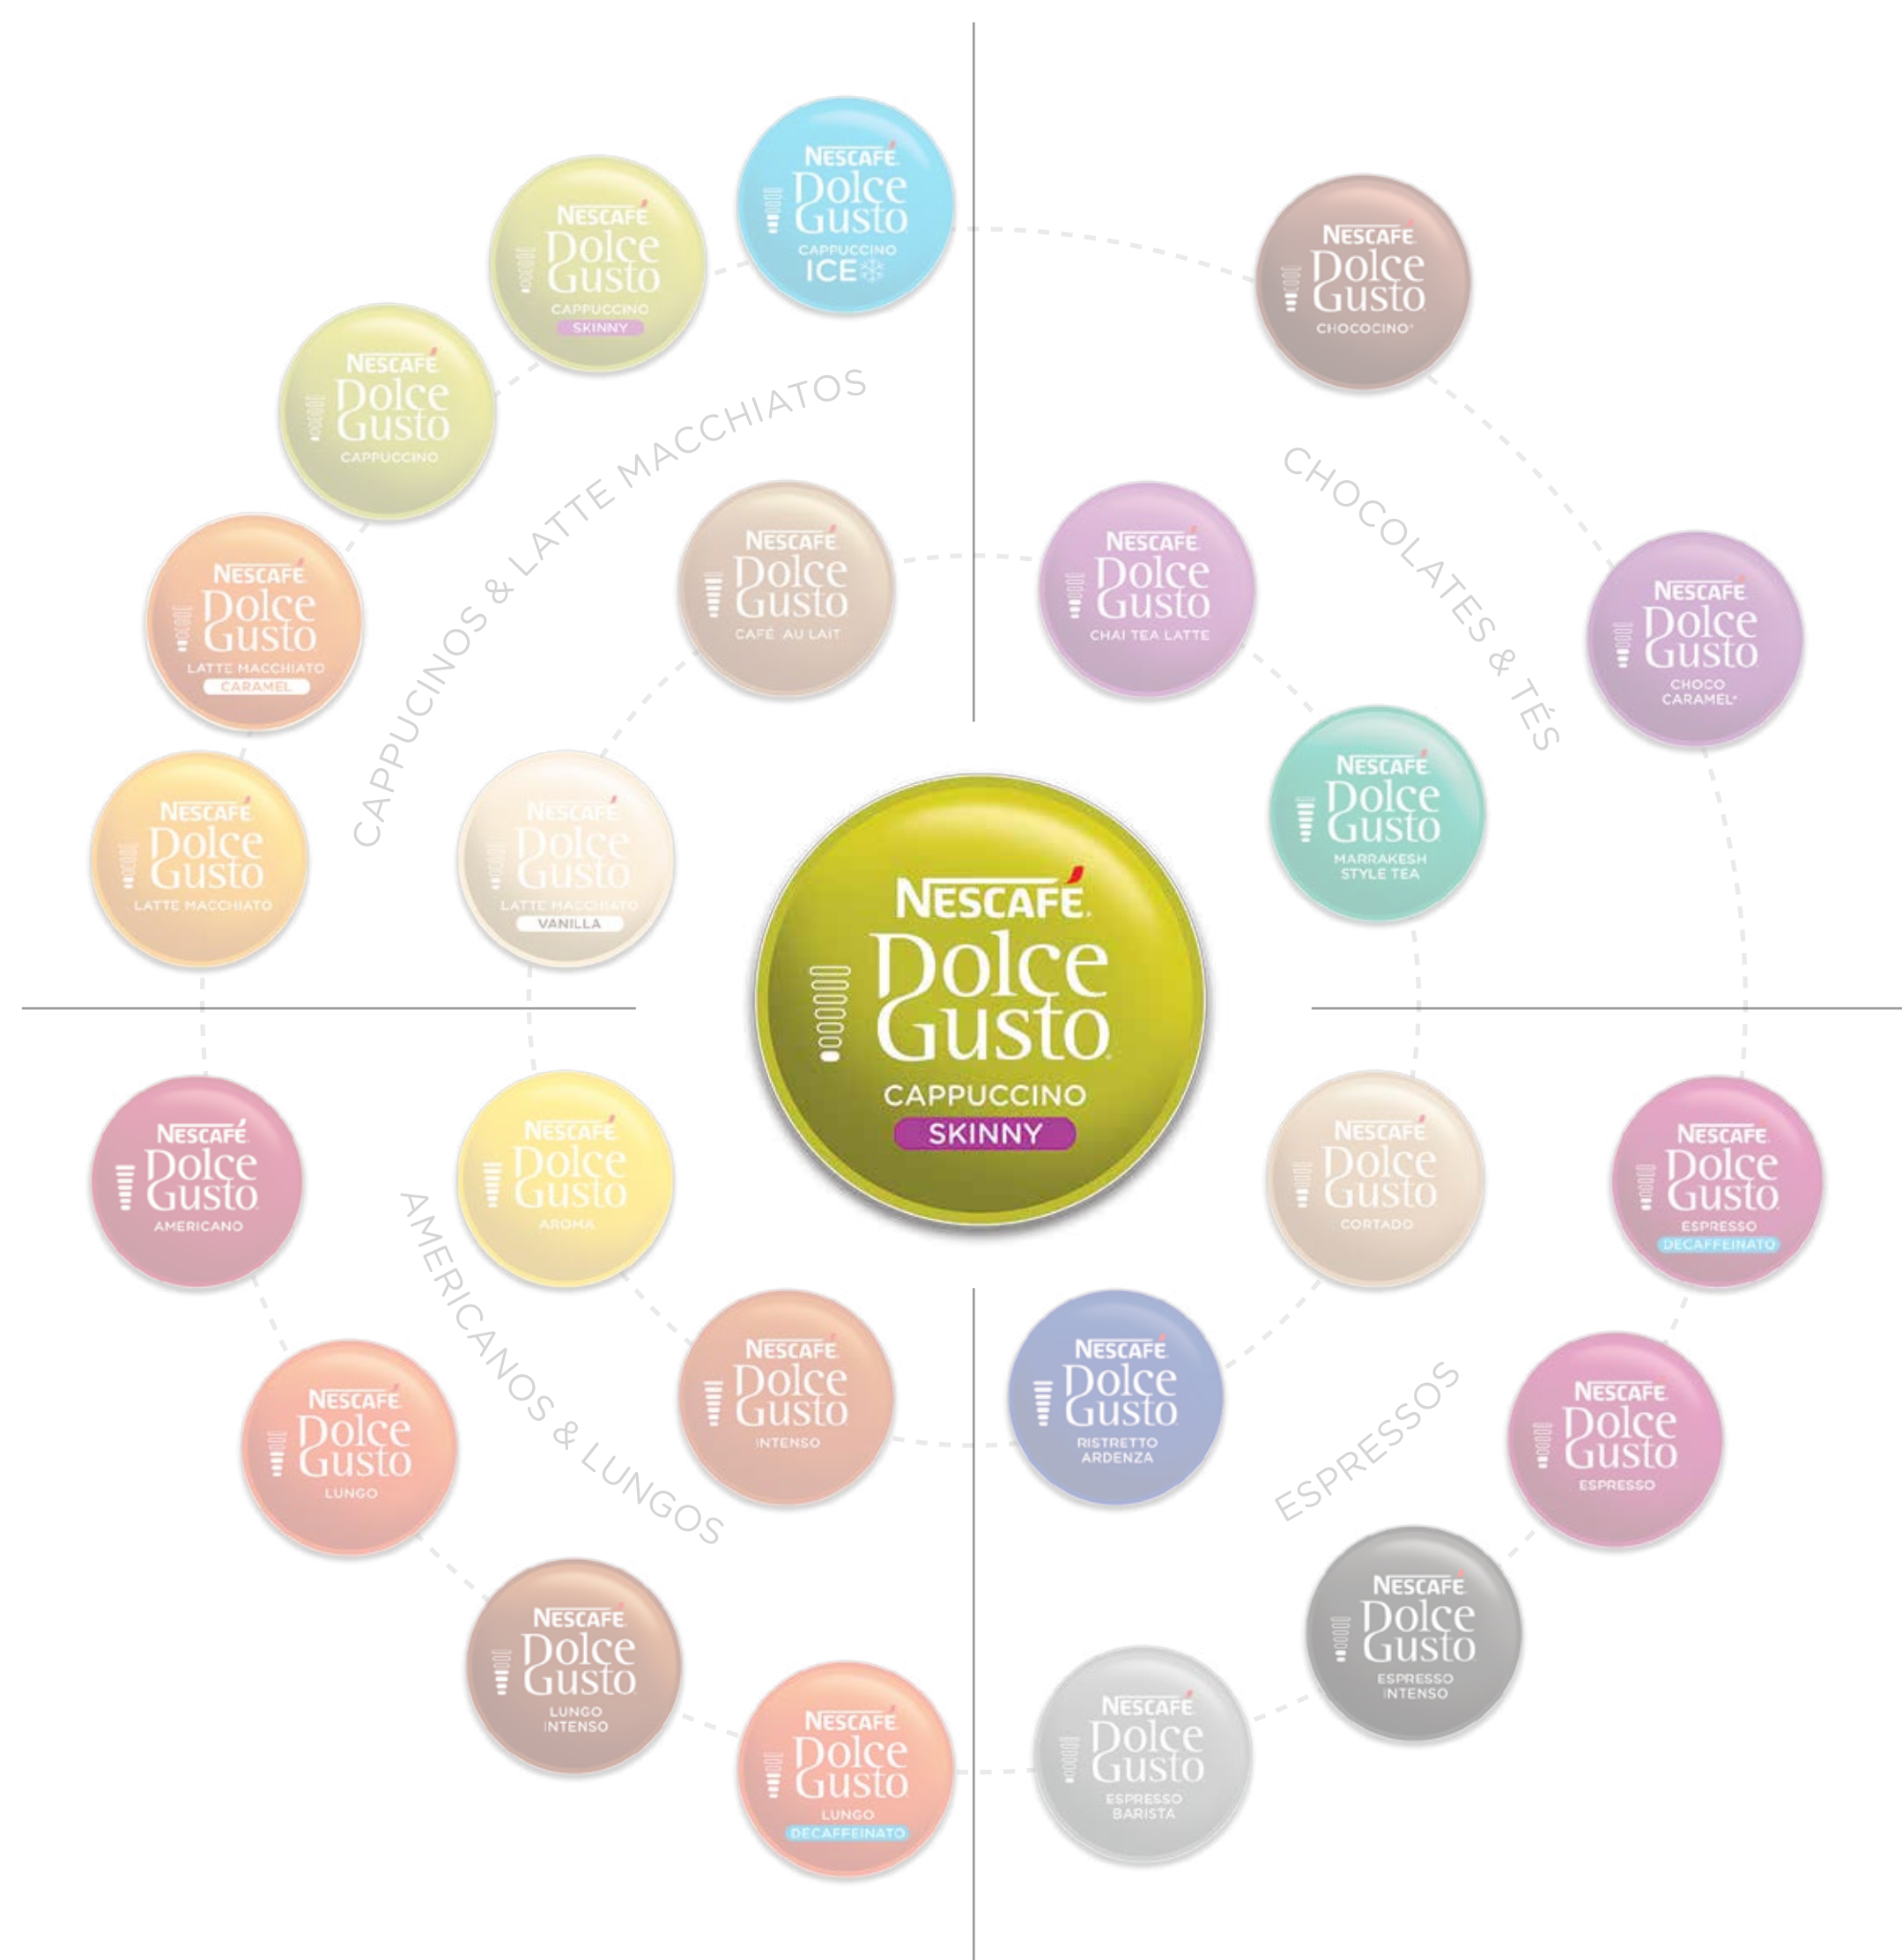 NESCAFÉ
Dolce
Gusto
CAPPUCCINO
ICE
NESCAFÉ
Dolce
Gusto
CAPPUCCINO
SKINNY
NESCAFÉ
Dolce
Gusto
CAPPUCCINO
NESCAFÉ
Dolce
Gusto
LATTE MACCHIATO
CARAMEL
NESCAFÉ
Dolce
Gusto
LATTE MACCHIATO
CAPPUCINOS & LATTE MACCHIATOS
NESCAFÉ
Dolce
Gusto
CAFÉ AU LAIT
NESCAFÉ
Dolce
Gusto
LATTE MACCHIATO
VANILLA
NESCAFÉ
Dolce
Gusto
CHOCOCINO*
CHOCOLATES & TÉS
NESCAFÉ
Dolce
Gusto
CHAI TEA LATTE
NESCAFÉ
Dolce
Gusto
CHOCO
CARAMEL*
NESCAFÉ
Dolce
Gusto
MARRAKESH
STYLE TEA
NESCAFÉ.
Dolce
Gusto
CAPPUCCINO
SKINNY
NESCAFÉ
Dolce
Gusto
AMERICANO
NESCAFÉ
Dolce
Gusto
AROMA
AMERICANOS & LUNGOS
NESCAFÉ
Dolce
Gusto
LUNGO
NESCAFÉ
Dolce
Gusto
INTENSO
NESCAFÉ
Dolce
Gusto
LUNGO
INTENSO
NESCAFÉ
Dolce
Gusto
LUNGO
DECAFFEINATO
NESCAFÉ
Dolce
Gusto
CORTADO
NESCAFÉ
Dolce
Gusto
ESPRESSO
DECAFFEINATO
NESCAFÉ
Dolce
Gusto
RISTRETTO
ARDENZA
ESPRESSOS
NESCAFÉ
Dolce
Gusto
ESPRESSO
NESCAFÉ
Dolce
Gusto
ESPRESSO
INTENSO
NESCAFÉ
Dolce
Gusto
ESPRESSO
BARISTA